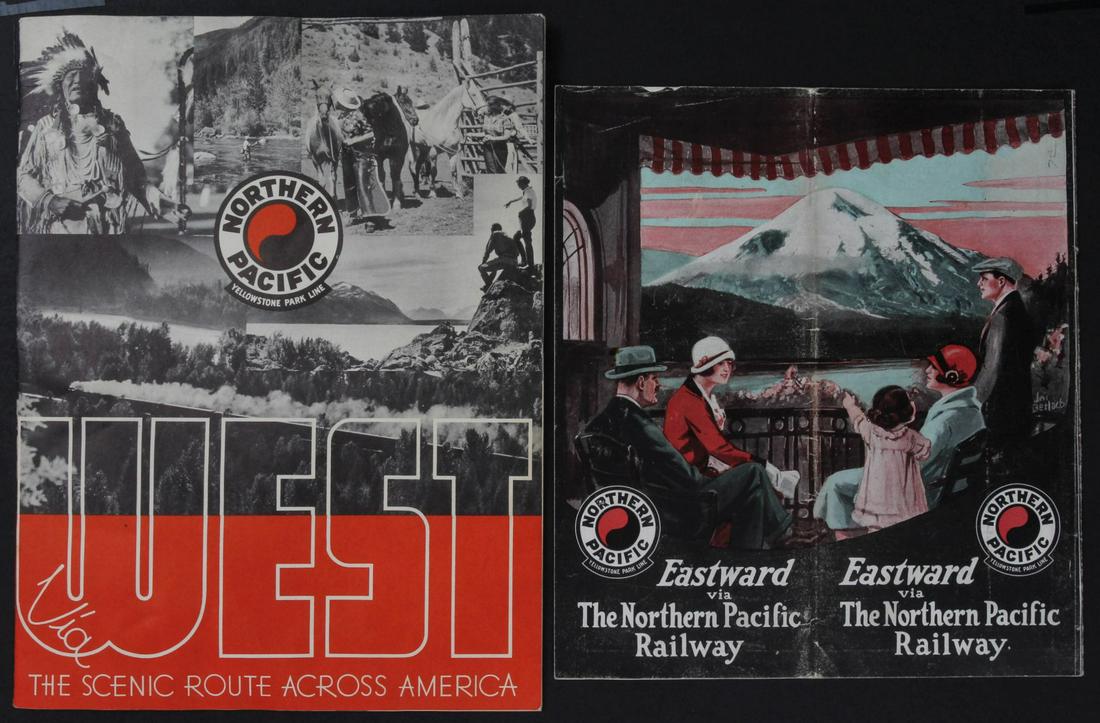 NORTHERN
PACIFIC
YELLOWSTONE PARK LINE
Via
WEST
THE SCENIC ROUTE ACROSS AMERICA
NORTHERN
PACIFIC
YELLOWSTONE PARK LINE
Eastward
via
The Northern Pacific
Railway
NORTHERN
PACIFIC
YELLOWSTONE PARK LINE
Eastward
via
The Northern Pacific
Railway.